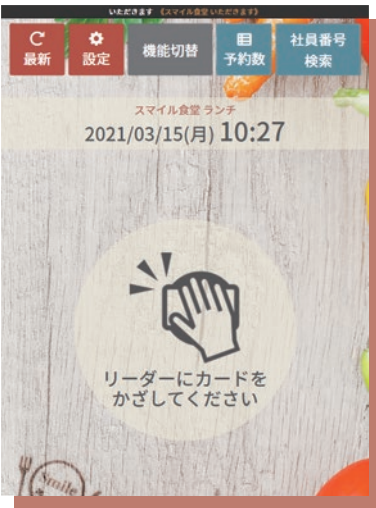 いただきます 《スマイル食堂 いただきます》
最新
設定
機能切替
予約数
社員番号
検索
スマイル食堂 ランチ
2021/03/15(月) 10:27
リーダーにカードを
かざしてください
Smile